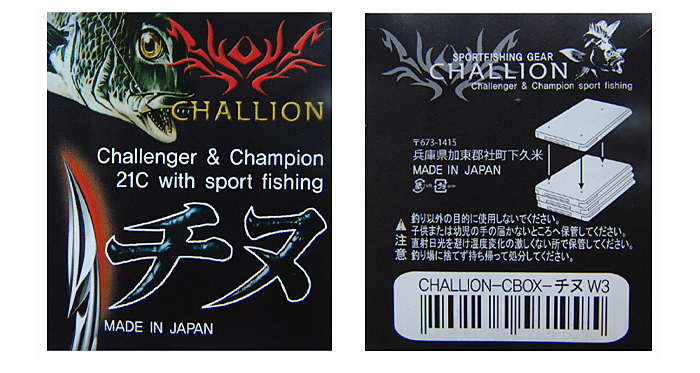 CHALLION
Challenger & Champion
21C with sport fishing
チヌ
MADE IN JAPAN
SPORTFISHING GEAR
CHALLION
Challenger & Champion sport fishing
〒673-1415
兵庫県加東郡社町下久米
MADE IN JAPAN
注意
釣り以外の目的に使用しないでください。
子供または幼児の手の届かないところへ保管してください。
直射日光を避け温度変化の激しくない所で保管してください。
釣り場に捨てず持ち帰って処分してください。
CHALLION-CBOX-チヌ W3